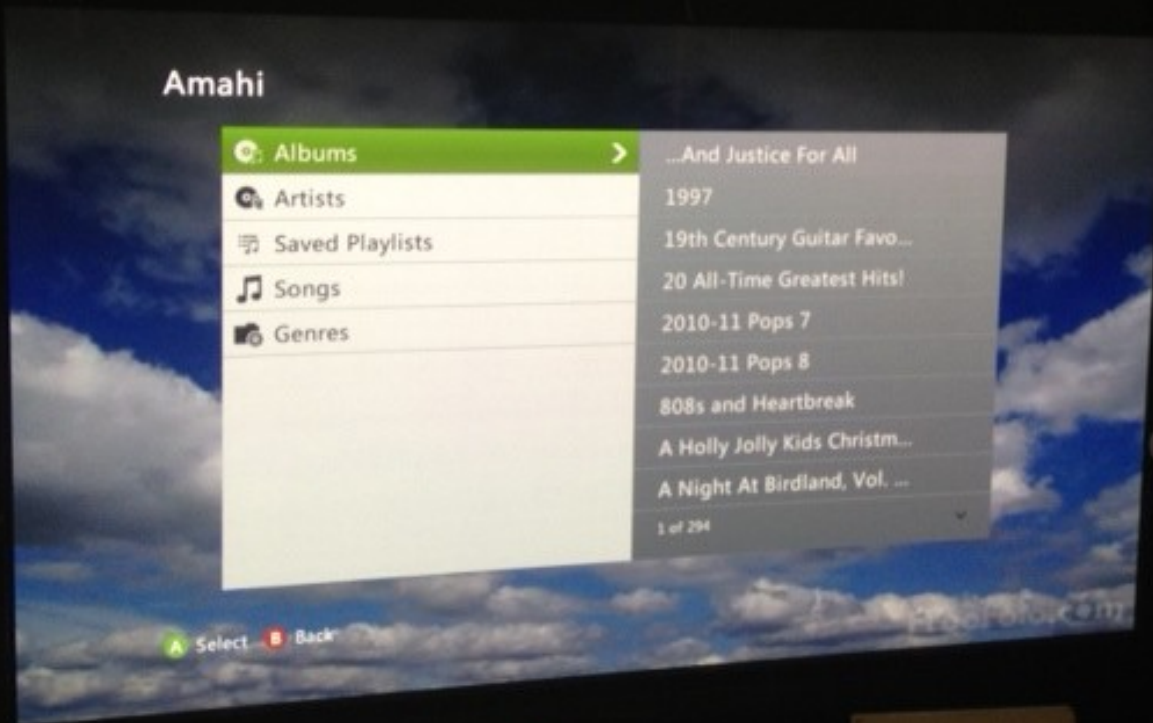 Amahi
Albums
Artists
Saved Playlists
Songs
Genres
...And Justice For All
1997
19th Century Guitar Favo...
20 All-Time Greatest Hits!
2010-11 Pops 7
2010-11 Pops 8
808s and Heartbreak
A Holly Jolly Kids Christm...
A Night At Birdland, Vol. ...
1 of 294
A Select B Back
FreeFoto.com